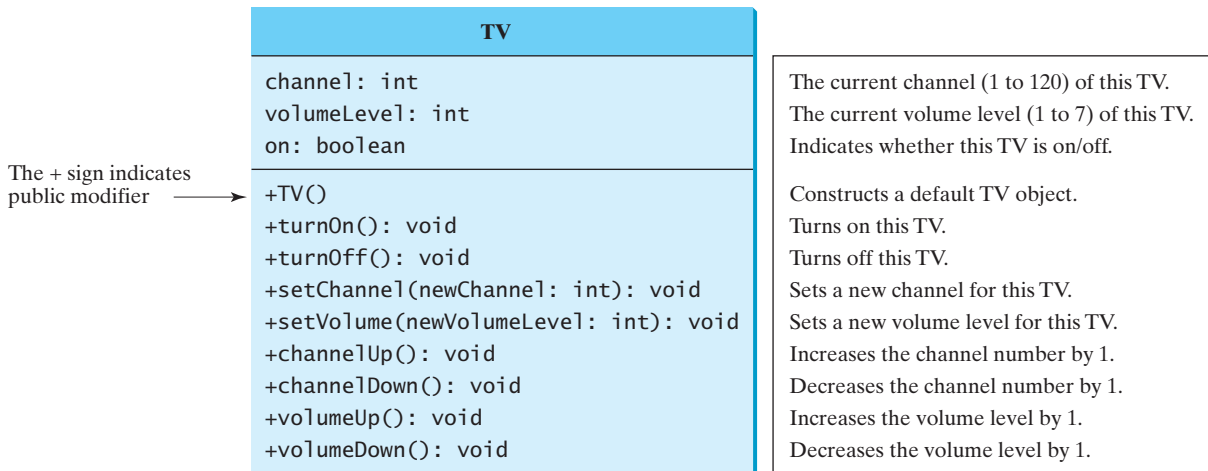 TV
channel: int
The current channel (1 to 120) of this TV.
volumeLevel: int
The current volume level (1 to 7) of this TV.
on: boolean
Indicates whether this TV is on/off.
The + sign indicates
public modifier
+TV()
Constructs a default TV object.
+turnOn(): void
Turns on this TV.
+turnOff(): void
Turns off this TV.
+setChannel(newChannel: int): void
Sets a new channel for this TV.
+setVolume(newVolumeLevel: int): void
Sets a new volume level for this TV.
+channelUp(): void
Increases the channel number by 1.
+channelDown(): void
Decreases the channel number by 1.
+volumeUp(): void
Increases the volume level by 1.
+volumeDown(): void
Decreases the volume level by 1.